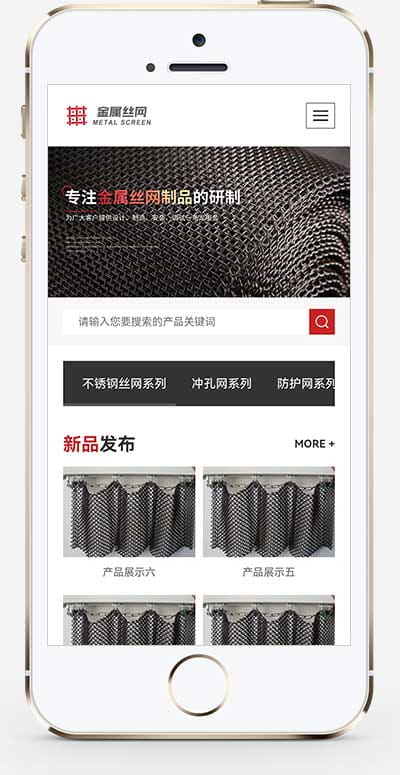 金属丝网
METAL SCREEN
专注金属丝网制品的研制
为广大客户提供设计、制造、安装、调试一条龙服务
请输入您要搜索的产品关键词
不锈钢丝网系列 冲孔网系列 防护网系列
新品发布 MORE +
产品展示六 产品展示五